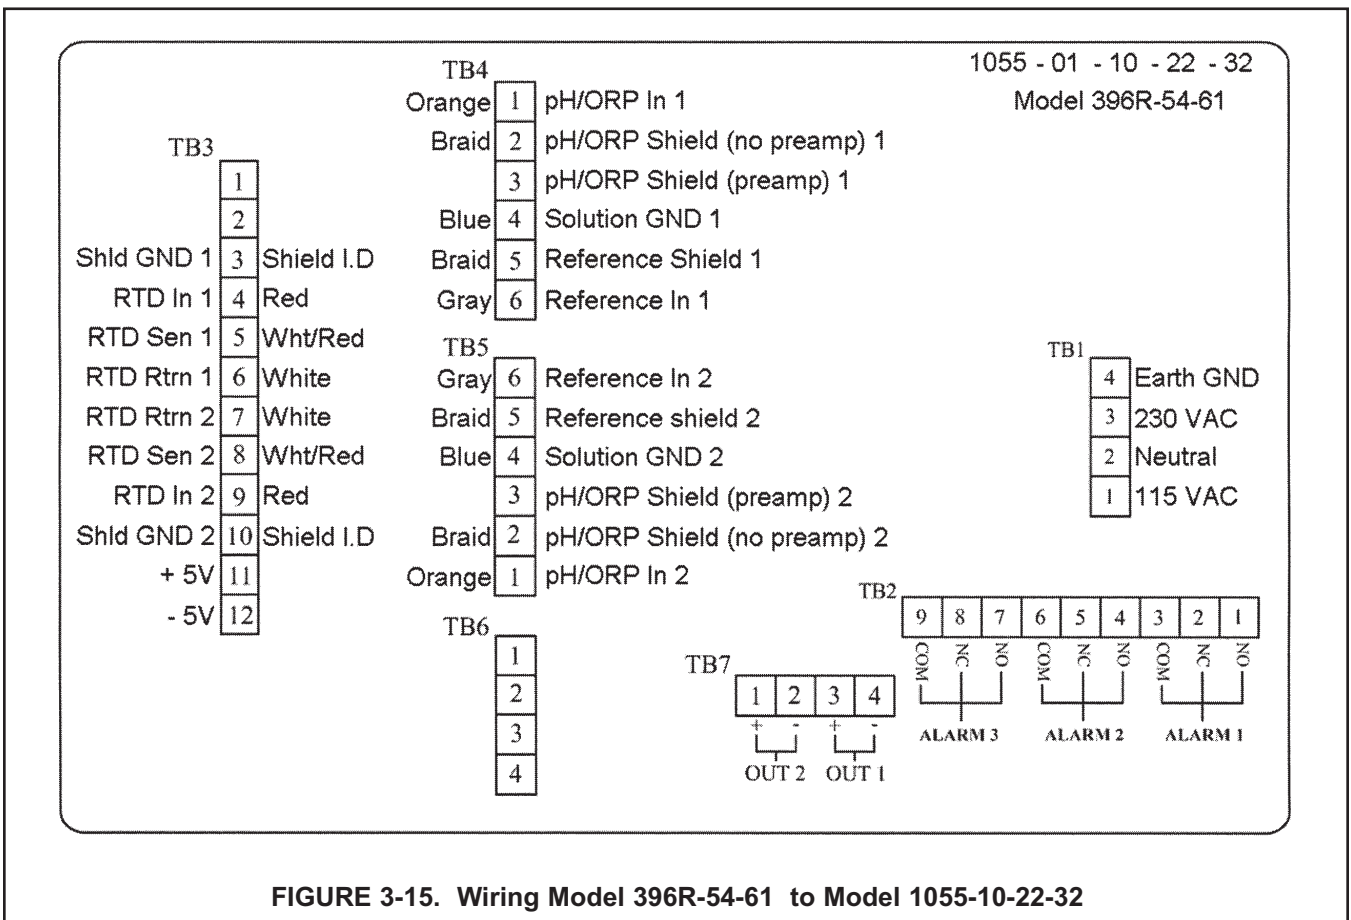 1055 - 01 - 10 - 22 - 32
Model 396R-54-61
TB3
1
2
Shld GND 1 3 Shield I.D
RTD In 1 4 Red
RTD Sen 1 5 Wht/Red
RTD Rtrn 1 6 White
RTD Rtrn 2 7 White
RTD Sen 2 8 Wht/Red
RTD In 2 9 Red
Shld GND 2 10 Shield I.D
+ 5V 11
- 5V 12
TB4
Orange 1 pH/ORP In 1
Braid 2 pH/ORP Shield (no preamp) 1
3 pH/ORP Shield (preamp) 1
Blue 4 Solution GND 1
Braid 5 Reference Shield 1
Gray 6 Reference In 1
TB5
Gray 6 Reference In 2
Braid 5 Reference shield 2
Blue 4 Solution GND 2
3 pH/ORP Shield (preamp) 2
Braid 2 pH/ORP Shield (no preamp) 2
Orange 1 pH/ORP In 2
TB6
1
2
3
4
TB1
4 Earth GND
3 230 VAC
2 Neutral
1 115 VAC
TB2
9 8 7 6 5 4 3 2 1
COM NC NO COM NC NO COM NC NO
ALARM 3 ALARM 2 ALARM 1
TB7
1 2 3 4
+ - + -
OUT 2 OUT 1
FIGURE 3-15. Wiring Model 396R-54-61 to Model 1055-10-22-32